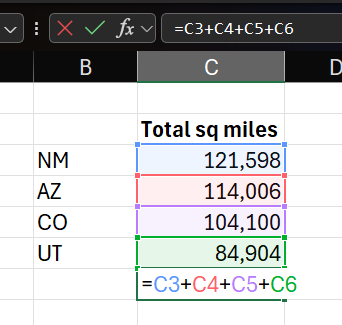 fx =C3+C4+C5+C6
B C D
Total sq miles
NM 121,598
AZ 114,006
CO 104,100
UT 84,904
=C3+C4+C5+C6